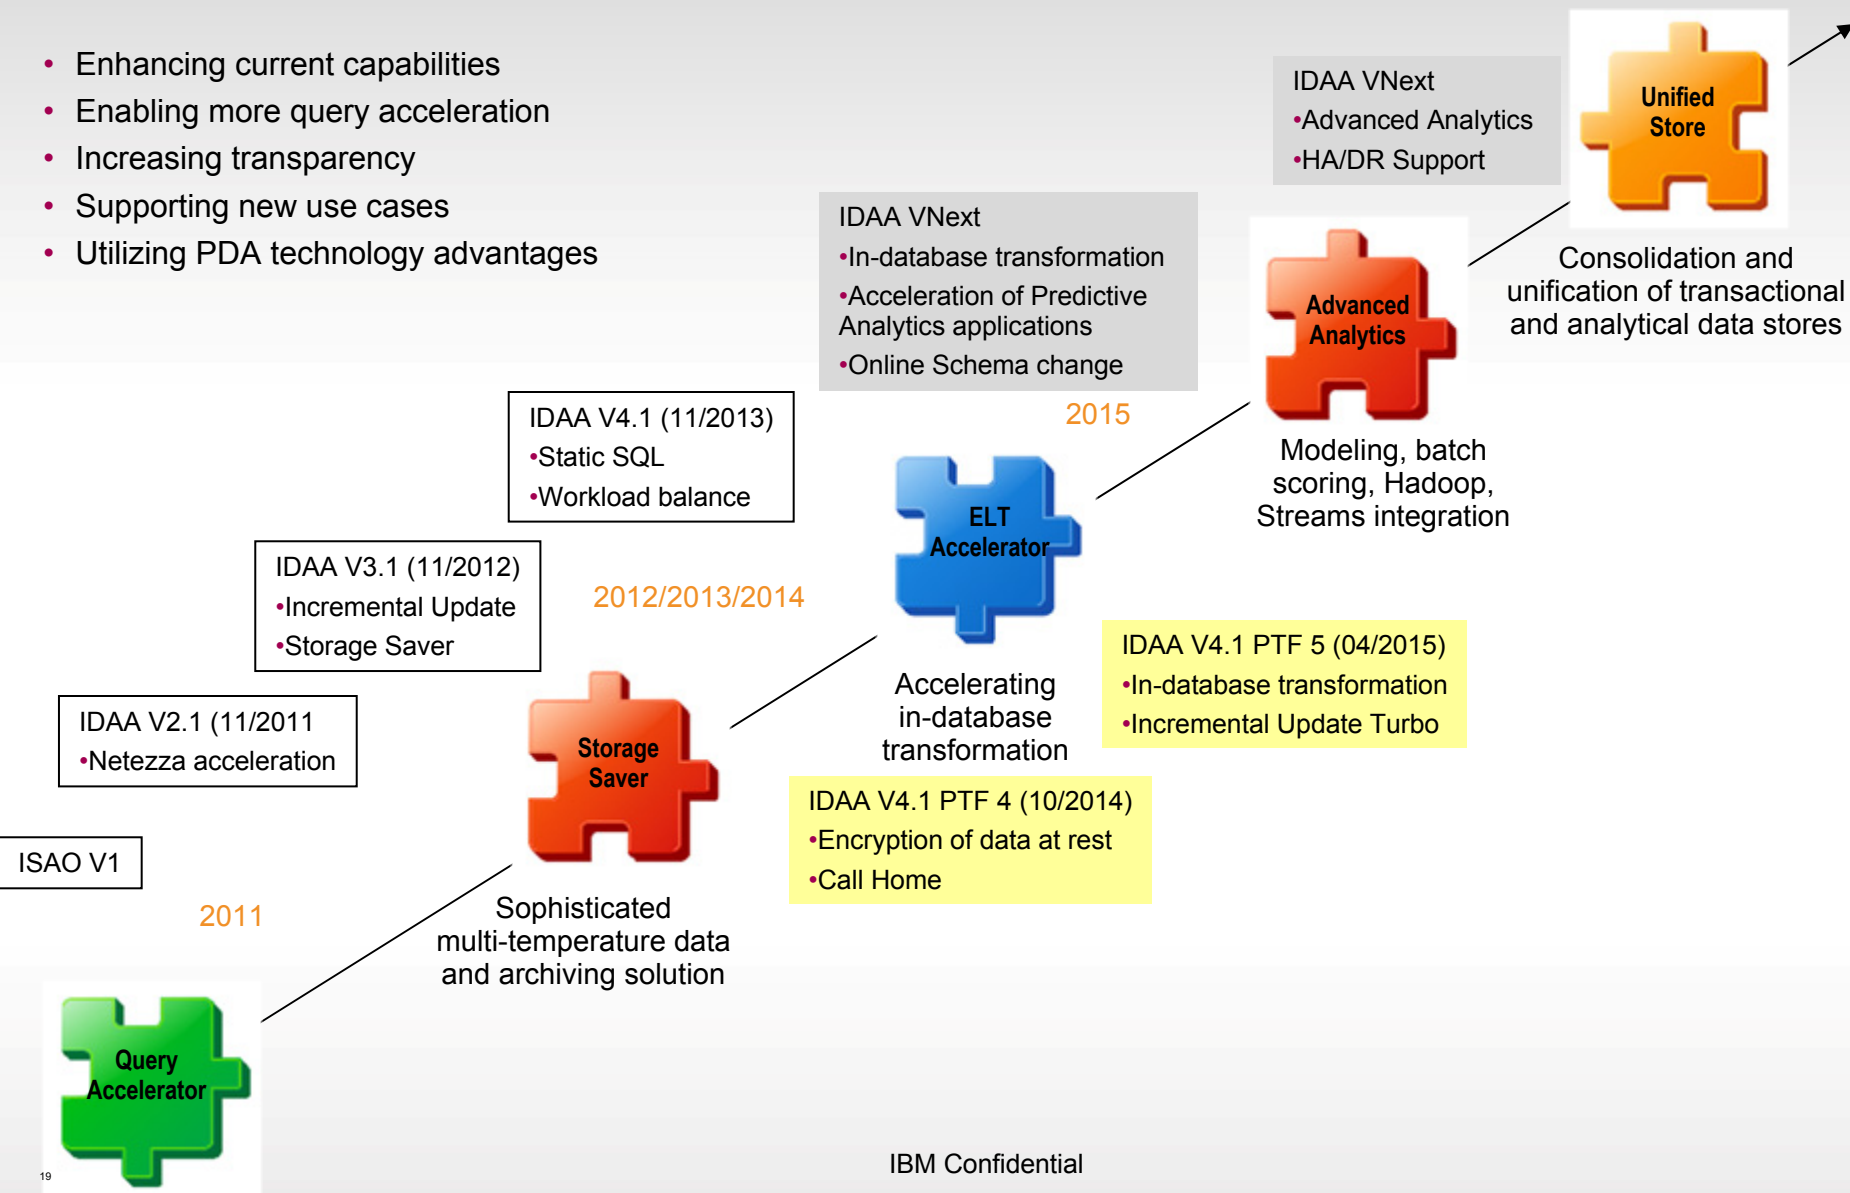 • Enhancing current capabilities
• Enabling more query acceleration
• Increasing transparency
• Supporting new use cases
• Utilizing PDA technology advantages
IDAA VNext
•Advanced Analytics
•HA/DR Support
Unified
Store
Consolidation and
unification of transactional
and analytical data stores
IDAA VNext
•In-database transformation
•Acceleration of Predictive
Analytics applications
•Online Schema change
2015
Advanced
Analytics
Modeling, batch
scoring, Hadoop,
Streams integration
IDAA V4.1 (11/2013)
•Static SQL
•Workload balance
ELT
Accelerator
Accelerating
in-database
transformation
IDAA V3.1 (11/2012)
•Incremental Update
•Storage Saver
2012/2013/2014
IDAA V4.1 PTF 5 (04/2015)
•In-database transformation
•Incremental Update Turbo
IDAA V2.1 (11/2011
•Netezza acceleration
Storage
Saver
Sophisticated
multi-temperature data
and archiving solution
IDAA V4.1 PTF 4 (10/2014)
•Encryption of data at rest
•Call Home
ISAO V1
2011
Query
Accelerator
19
IBM Confidential